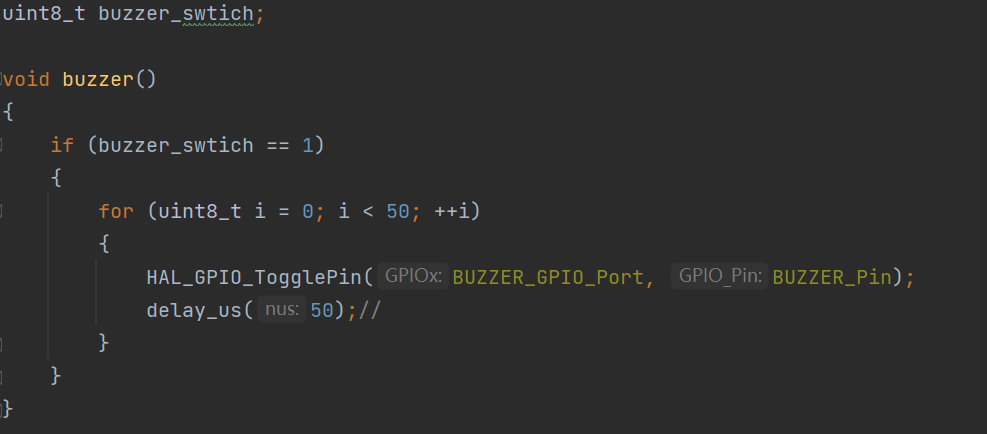 uint8_t buzzer_swtich;
void buzzer()
{
if (buzzer_swtich == 1)
{
for (uint8_t i = 0; i < 50; ++i)
{
HAL_GPIO_TogglePin( GPIOx: BUZZER_GPIO_Port, GPIO_Pin: BUZZER_Pin);
delay_us( nus: 50);//
}
}
}